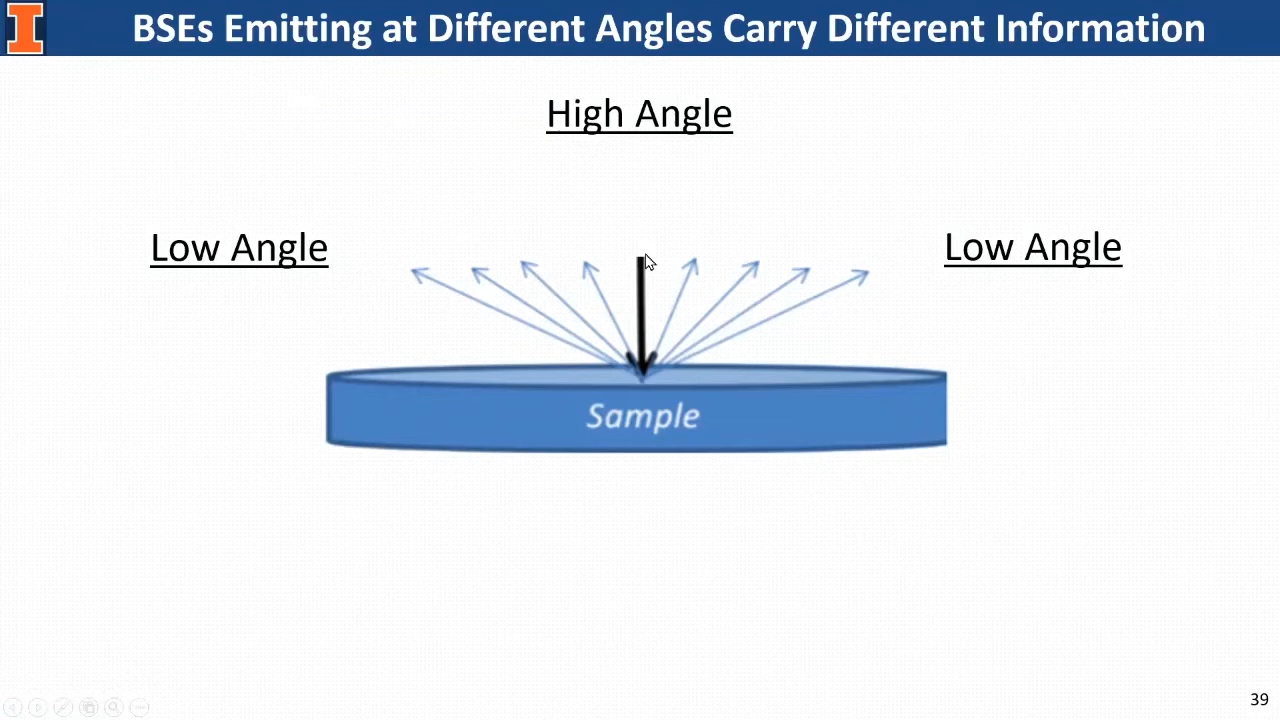 BSEs Emitting at Different Angles Carry Different Information
High Angle
Low Angle
Low Angle
Sample
39